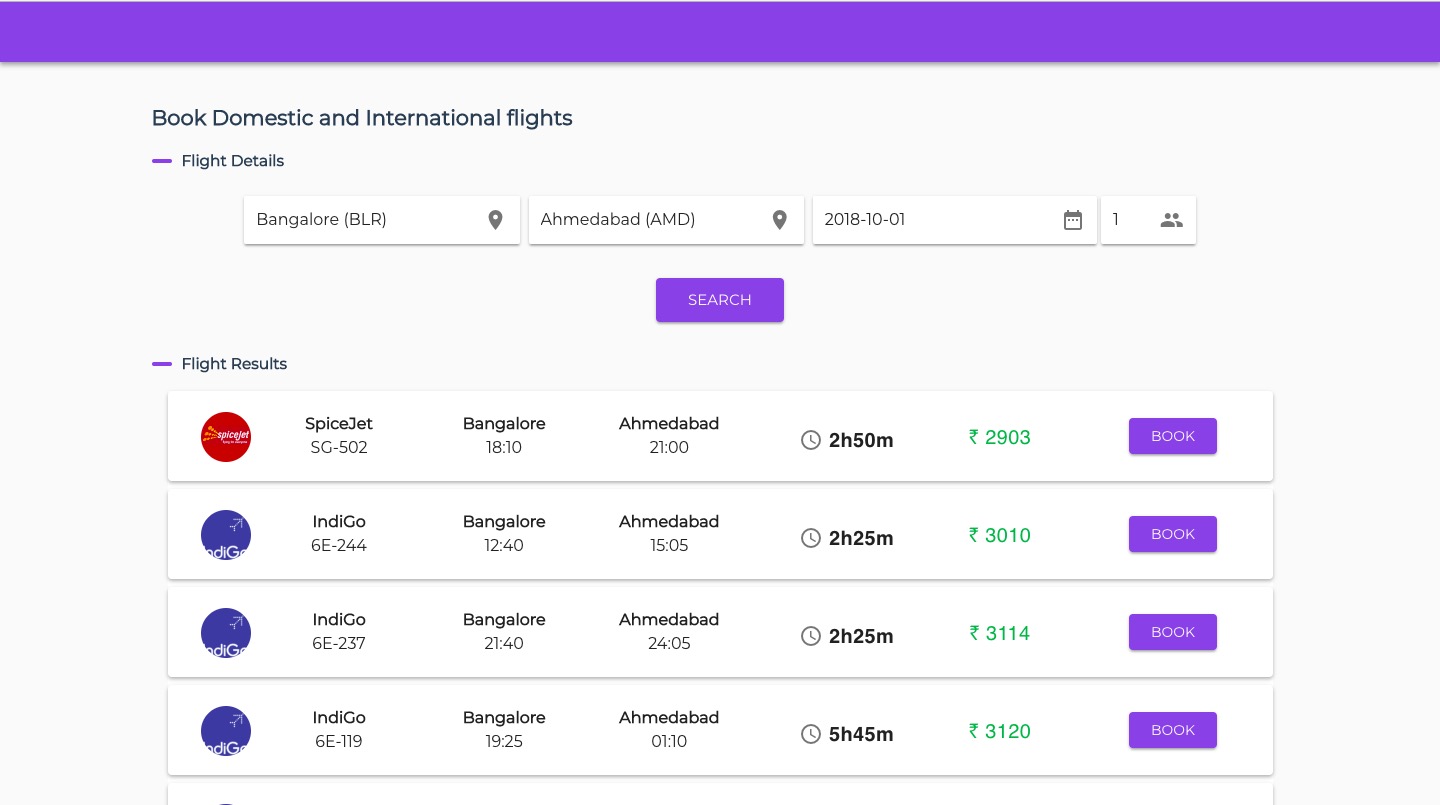 Book Domestic and International flights
Flight Details
Bangalore (BLR) Ahmedabad (AMD) 2018-10-01 1
SEARCH
Flight Results
spicejet
SpiceJet Bangalore Ahmedabad
SG-502 18:10 21:00
2h50m ₹ 2903 BOOK
IndiGo Bangalore Ahmedabad
6E-244 12:40 15:05
2h25m ₹ 3010 BOOK
IndiGo
IndiGo Bangalore Ahmedabad
6E-237 21:40 24:05
2h25m ₹ 3114 BOOK
IndiGo
IndiGo Bangalore Ahmedabad
6E-119 19:25 01:10
5h45m ₹ 3120 BOOK
IndiGo